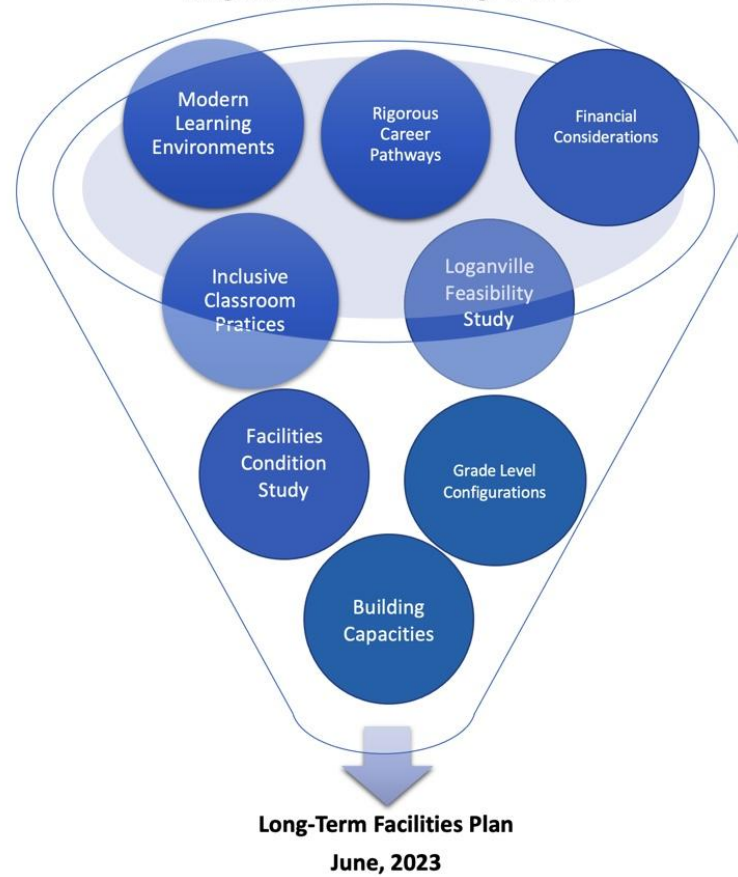 Modern
Learning
Environments
Rigorous
Career
Pathways
Financial
Considerations
Inclusive
Classroom
Pratices
Loganville
Feasibility
Study
Facilities
Condition
Study
Grade Level
Configurations
Building
Capacities
Long-Term Facilities Plan
June, 2023